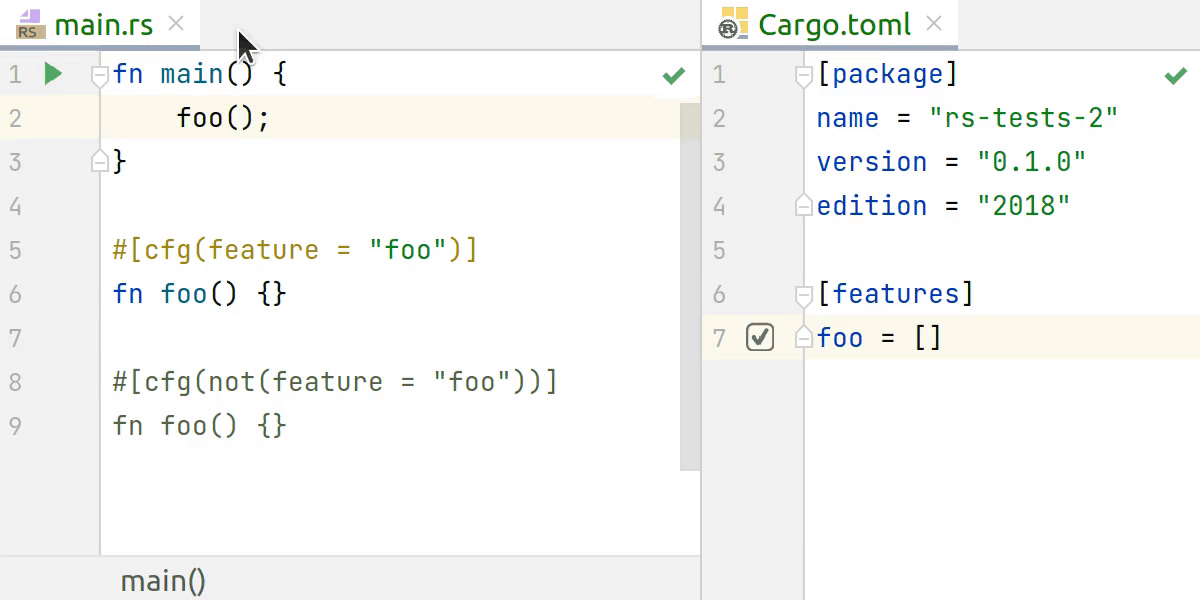 RS main.rs
1 fn main() {
2 foo();
3 }
4
5 #[cfg(feature = "foo")]
6 fn foo() {}
7
8 #[cfg(not(feature = "foo"))]
9 fn foo() {}
main()
R Cargo.toml
1 [package]
2 name = "rs-tests-2"
3 version = "0.1.0"
4 edition = "2018"
5
6 [features]
7 foo = []